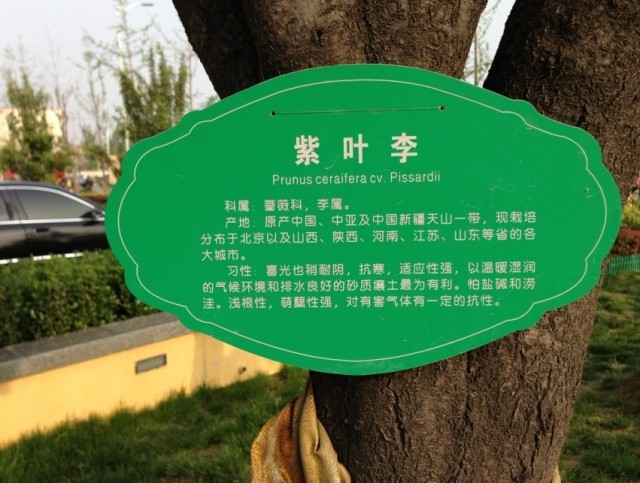 紫叶李
Prunus ceraifera cv. Pissardii
科属：蔷薇科，李属。
产地：原产中国、中亚及中国新疆天山一带，现栽培
分布于北京以及山西、陕西、河南、江苏、山东等省的各
大城市。
习性：喜光也稍耐阴，抗寒，适应性强，以温暖湿润
的气候环境和排水良好的砂质壤土最为有利。怕盐碱和涝
洼。浅根性，萌蘖性强，对有害气体有一定的抗性。